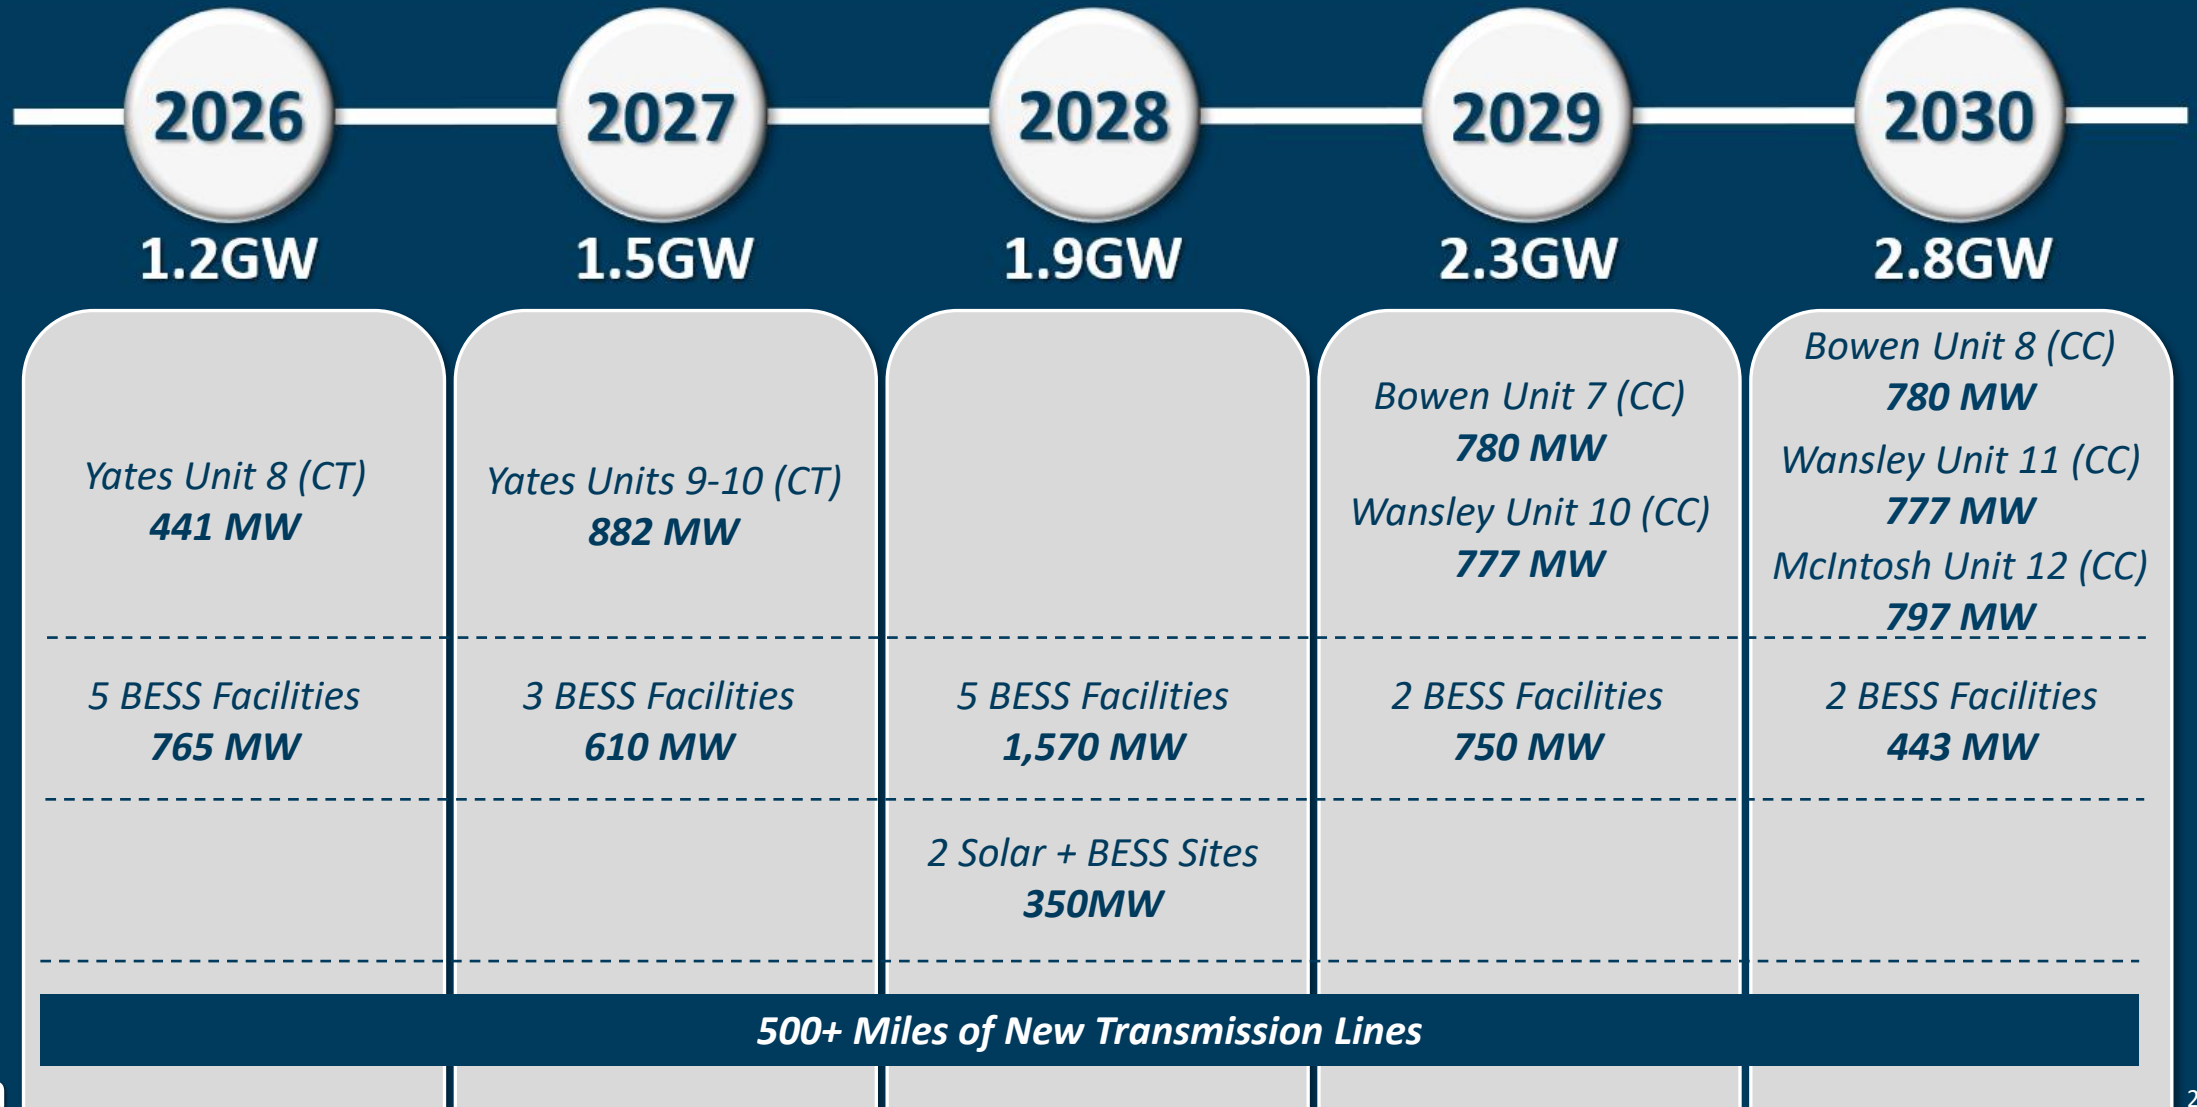 2026
2027
2028
2029
2030
1.2GW
1.5GW
1.9GW
2.3GW
2.8GW
Yates Unit 8 (CT)
441 MW
Yates Units 9-10 (CT)
882 MW
Bowen Unit 7 (CC)
780 MW
Wansley Unit 10 (CC)
777 MW
Bowen Unit 8 (CC)
780 MW
Wansley Unit 11 (CC)
777 MW
McIntosh Unit 12 (CC)
797 MW
5 BESS Facilities
765 MW
3 BESS Facilities
610 MW
5 BESS Facilities
1,570 MW
2 BESS Facilities
750 MW
2 BESS Facilities
443 MW
2 Solar + BESS Sites
350MW
500+ Miles of New Transmission Lines